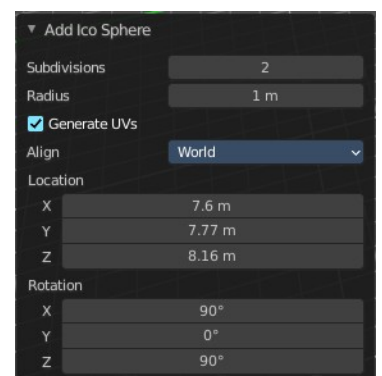 Add Ico Sphere
Subdivisions 2
Radius 1 m
Generate UVs
Align World
Location
X 7.6 m
Y 7.77 m
Z 8.16 m
Rotation
X 90°
Y 0°
Z 90°